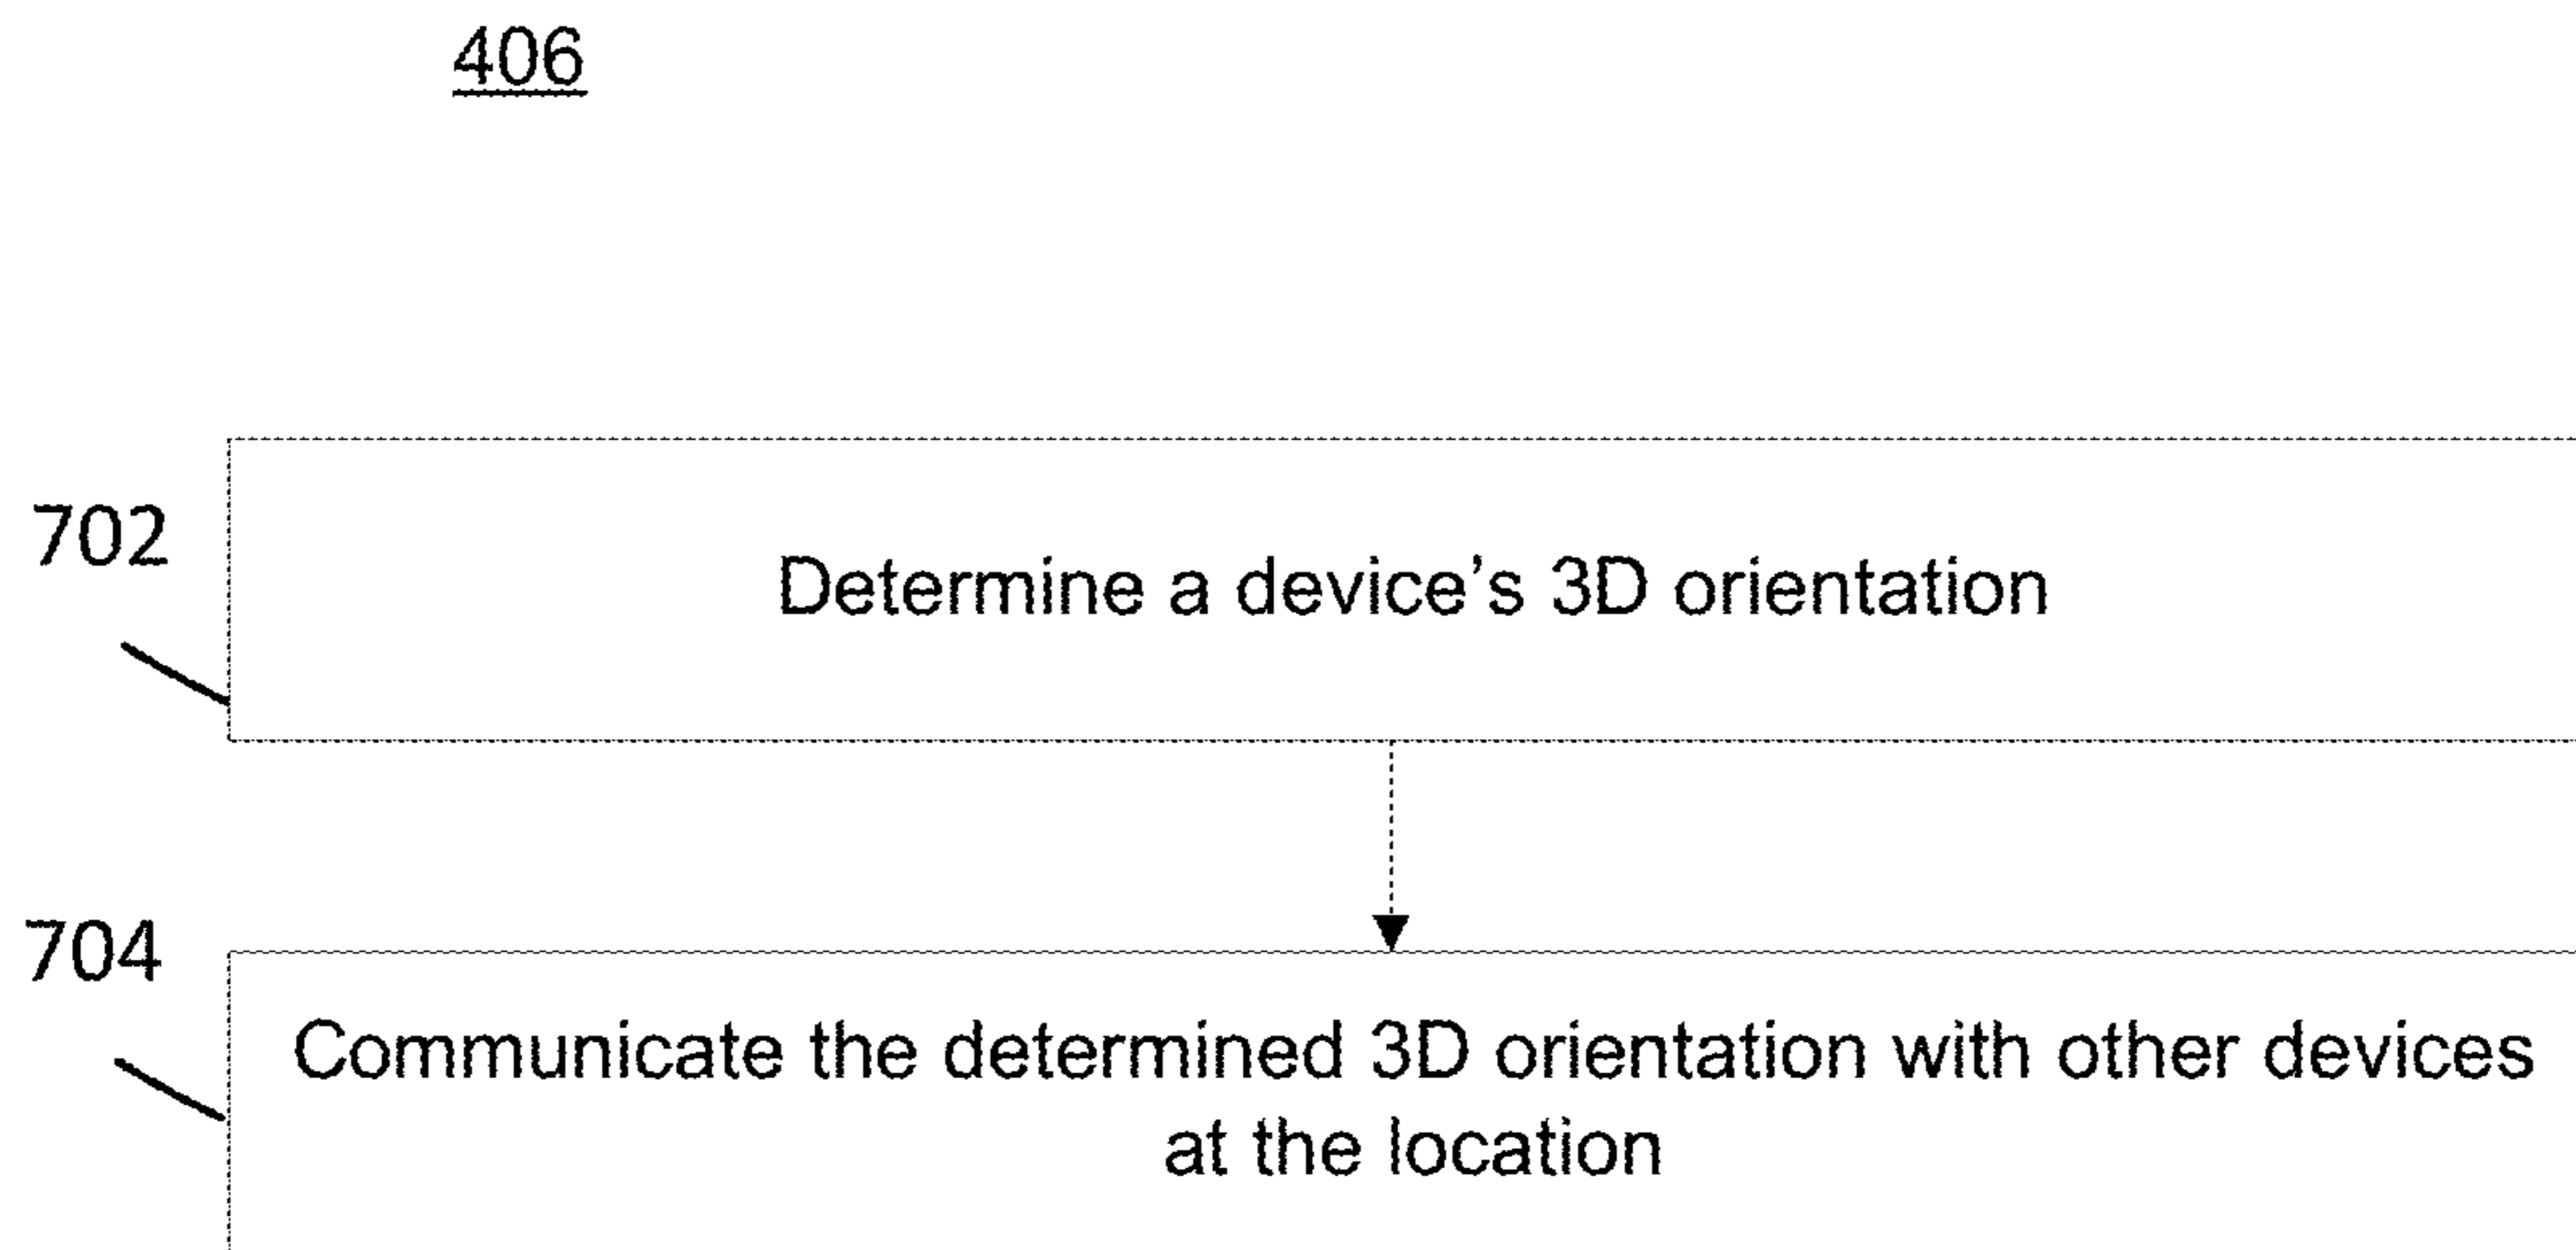 406
702
Determine a device’s 3D orientation
704
Communicate the determined 3D orientation with other devices
at the location